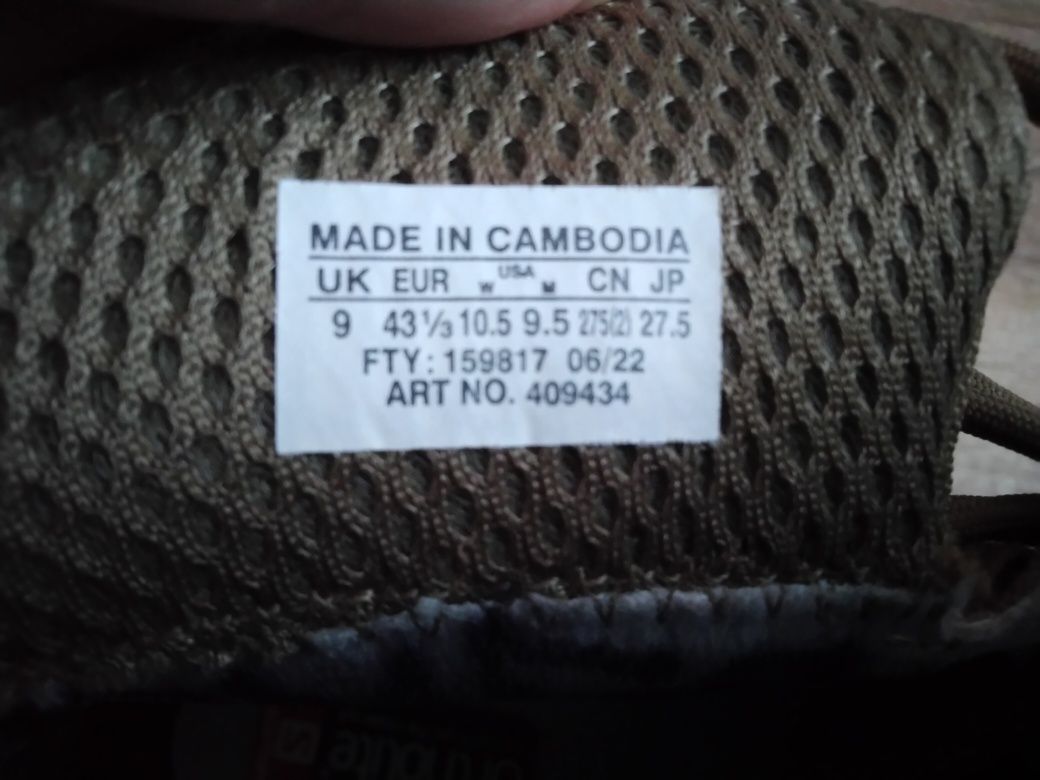 MADE IN CAMBODIA
UK EUR W USA M CN JP
9 43⅓ 10.5 9.5 275(2) 27.5
FTY: 159817 06/22
ART NO. 409434